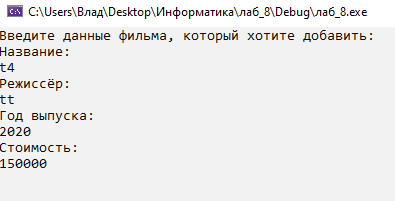 C:\Users\Влад\Desktop\Информатика\лаб_8\Debug\лаб_8.exe
Введите данные фильма, который хотите добавить:
Название:
t4
Режиссёр:
tt
Год выпуска:
2020
Стоимость:
150000